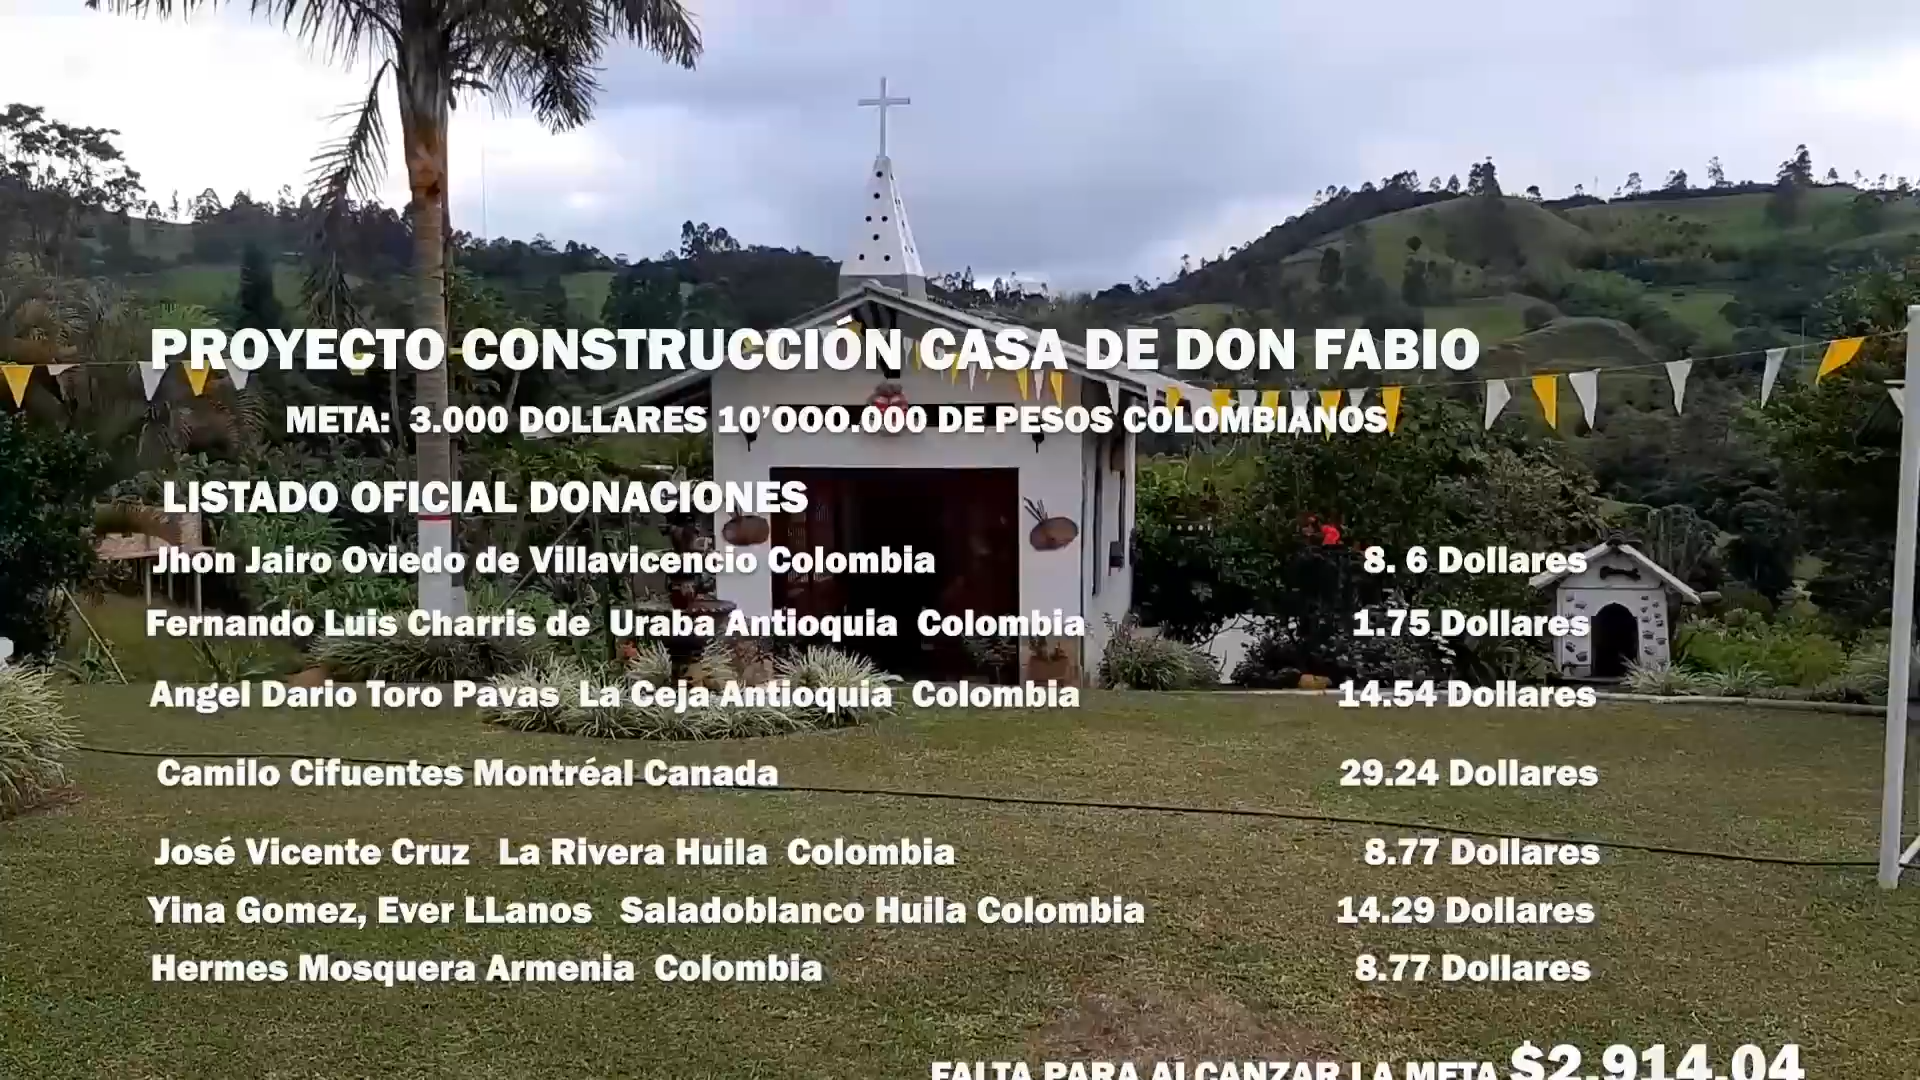 PROYECTO CONSTRUCCIÓN CASA DE DON FABIO
META: 3.000 DOLLARES 10’OOO.000 DE PESOS COLOMBIANOS
LISTADO OFICIAL DONACIONES
Jhon Jairo Oviedo de Villavicencio Colombia 8. 6 Dollares
Fernando Luis Charris de Uraba Antioquia Colombia 1.75 Dollares
Angel Dario Toro Pavas La Ceja Antioquia Colombia 14.54 Dollares
Camilo Cifuentes Montréal Canada 29.24 Dollares
José Vicente Cruz La Rivera Huila Colombia 8.77 Dollares
Yina Gomez, Ever LLanos Saladoblanco Huila Colombia 14.29 Dollares
Hermes Mosquera Armenia Colombia 8.77 Dollares
FALTA PARA ALCANZAR LA META $2.914.04